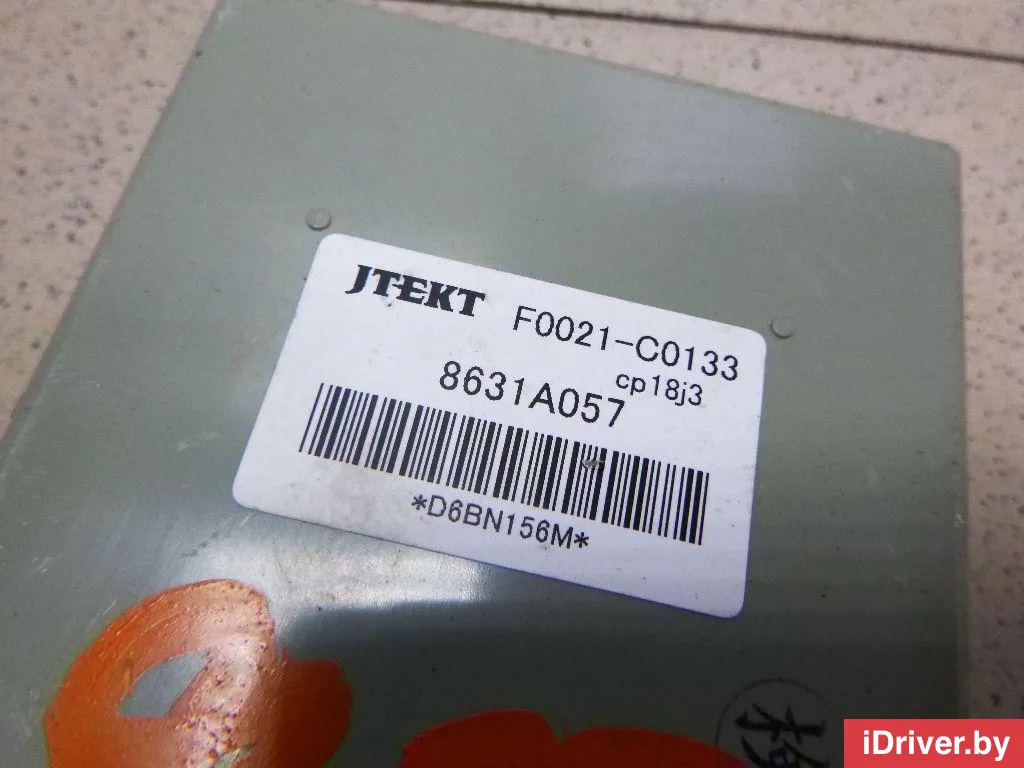 JTEKT F0021-C0133
cp18j3
8631A057
*D6BN156M*
iDriver.by